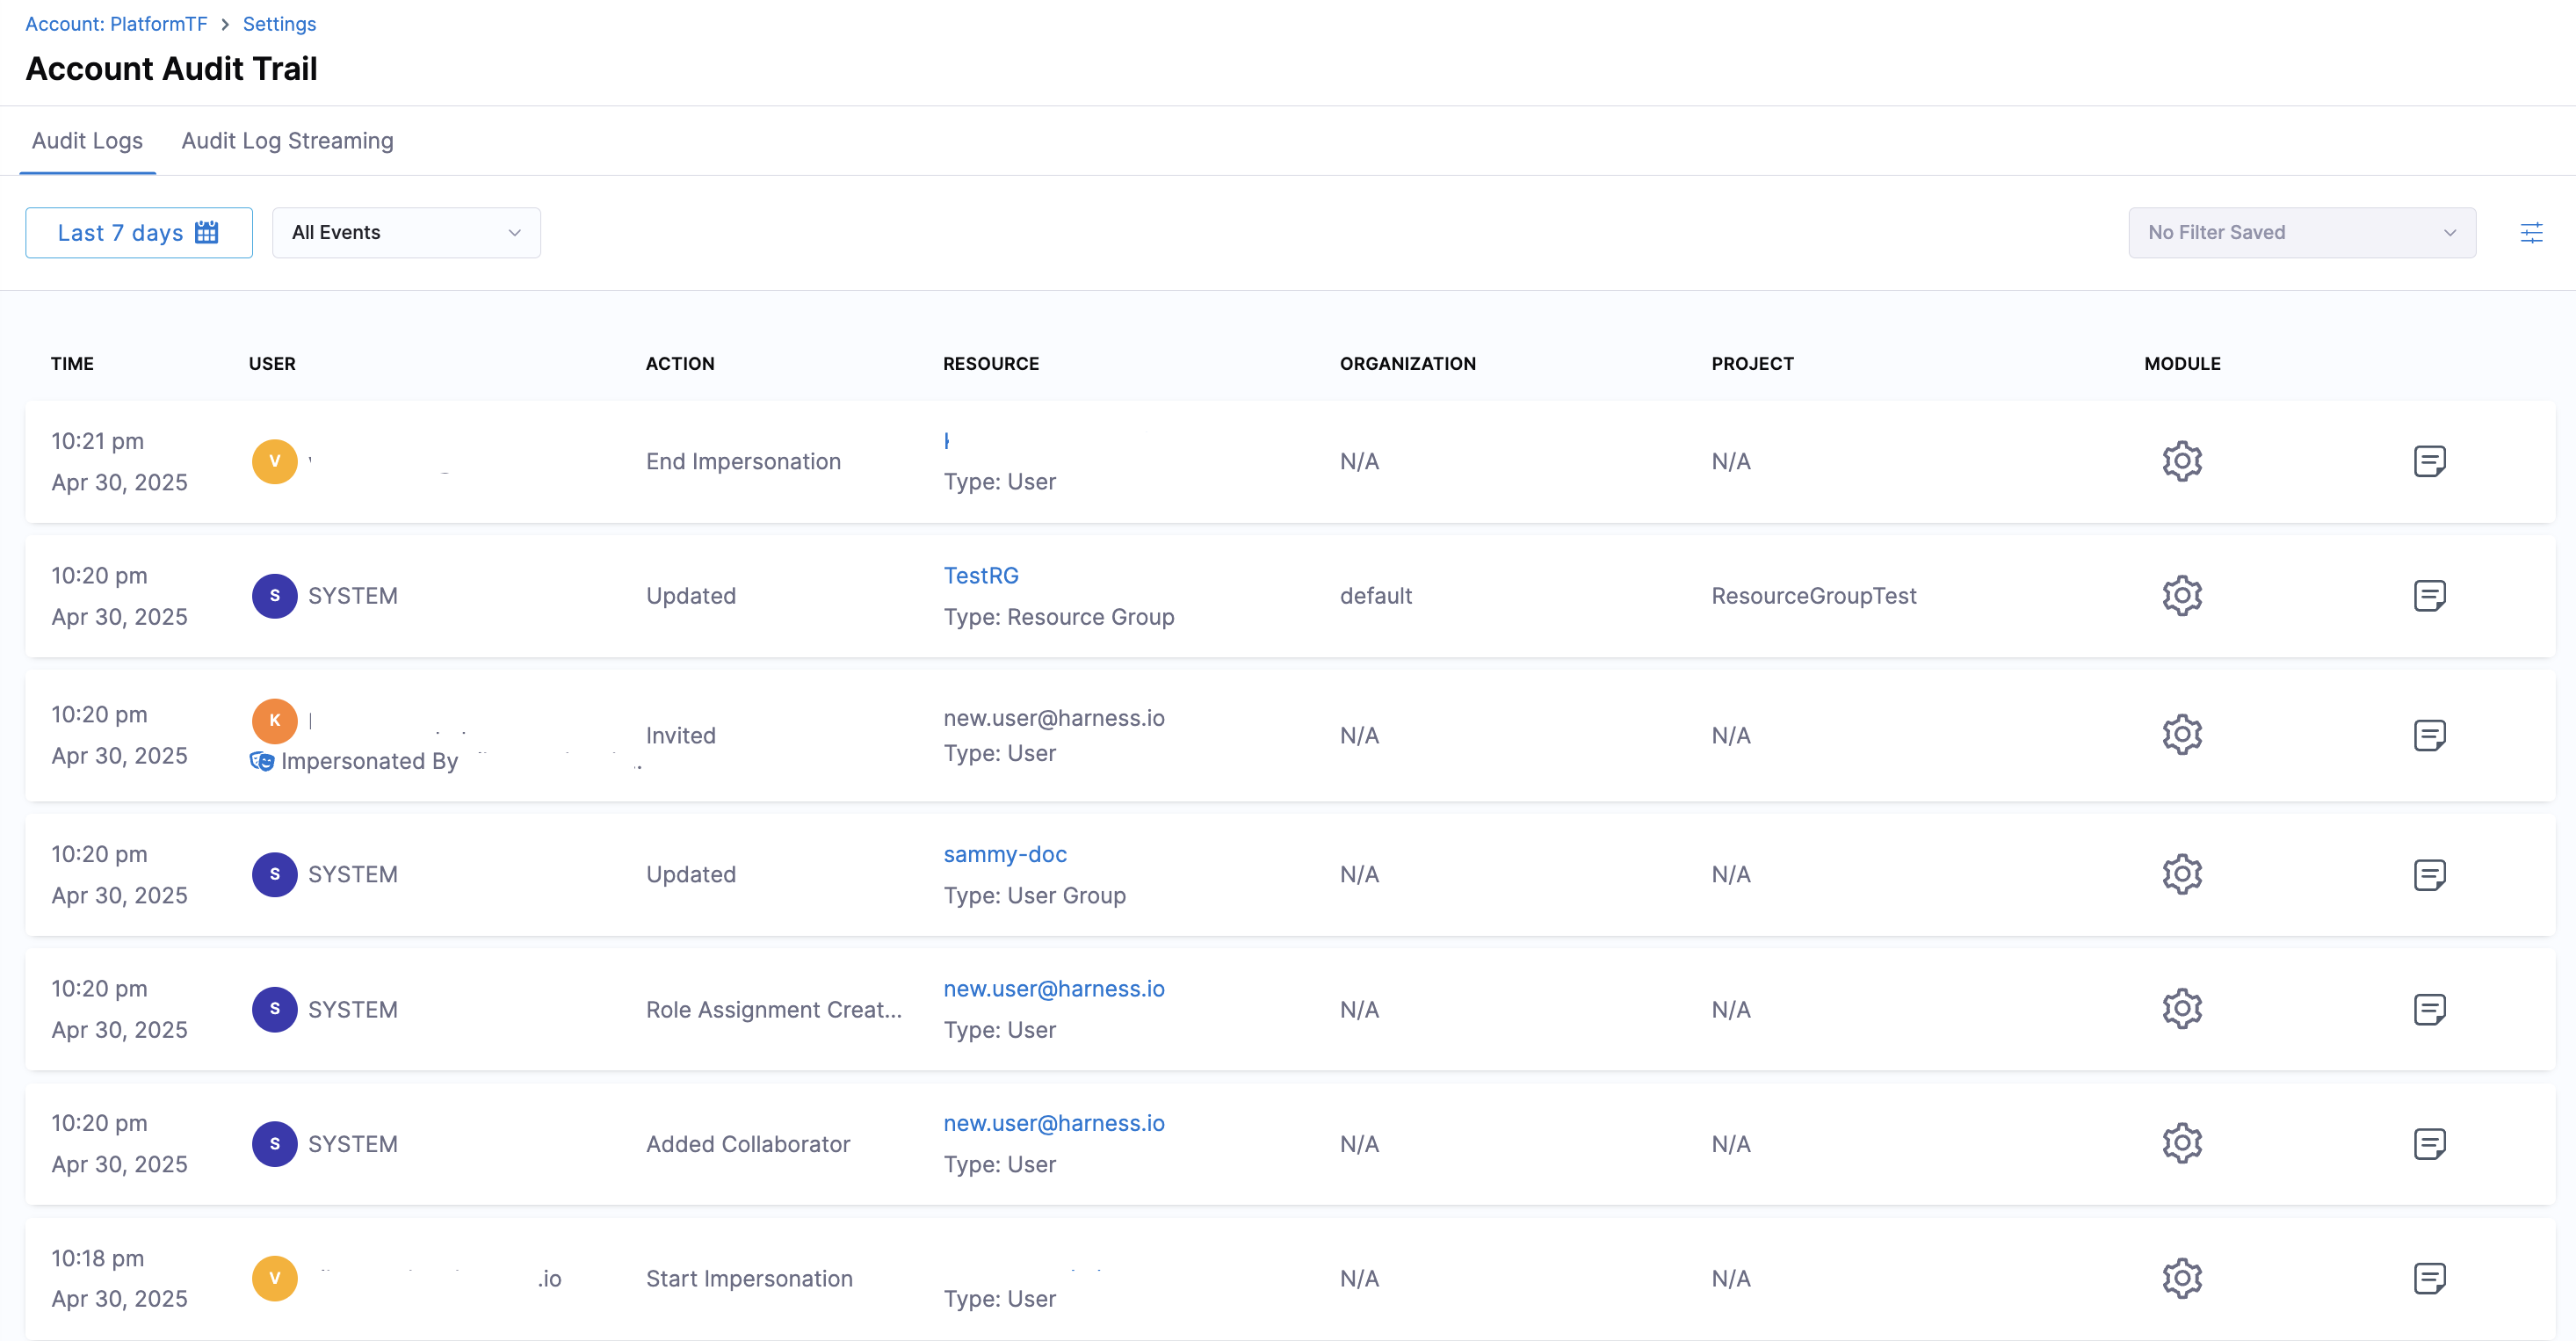 Account: PlatformTF > Settings
Account Audit Trail
Audit Logs Audit Log Streaming
Last 7 days All Events No Filter Saved
TIME USER ACTION RESOURCE ORGANIZATION PROJECT MODULE
10:21 pm
Apr 30, 2025
V
End Impersonation
Type: User
N/A
N/A
10:20 pm
Apr 30, 2025
S SYSTEM
Updated
TestRG
Type: Resource Group
default
ResourceGroupTest
10:20 pm
Apr 30, 2025
K
Impersonated By
Invited
new.user@harness.io
Type: User
N/A
N/A
10:20 pm
Apr 30, 2025
S SYSTEM
Updated
sammy-doc
Type: User Group
N/A
N/A
10:20 pm
Apr 30, 2025
S SYSTEM
Role Assignment Creat...
new.user@harness.io
Type: User
N/A
N/A
10:20 pm
Apr 30, 2025
S SYSTEM
Added Collaborator
new.user@harness.io
Type: User
N/A
N/A
10:18 pm
Apr 30, 2025
V .io
Start Impersonation
Type: User
N/A
N/A